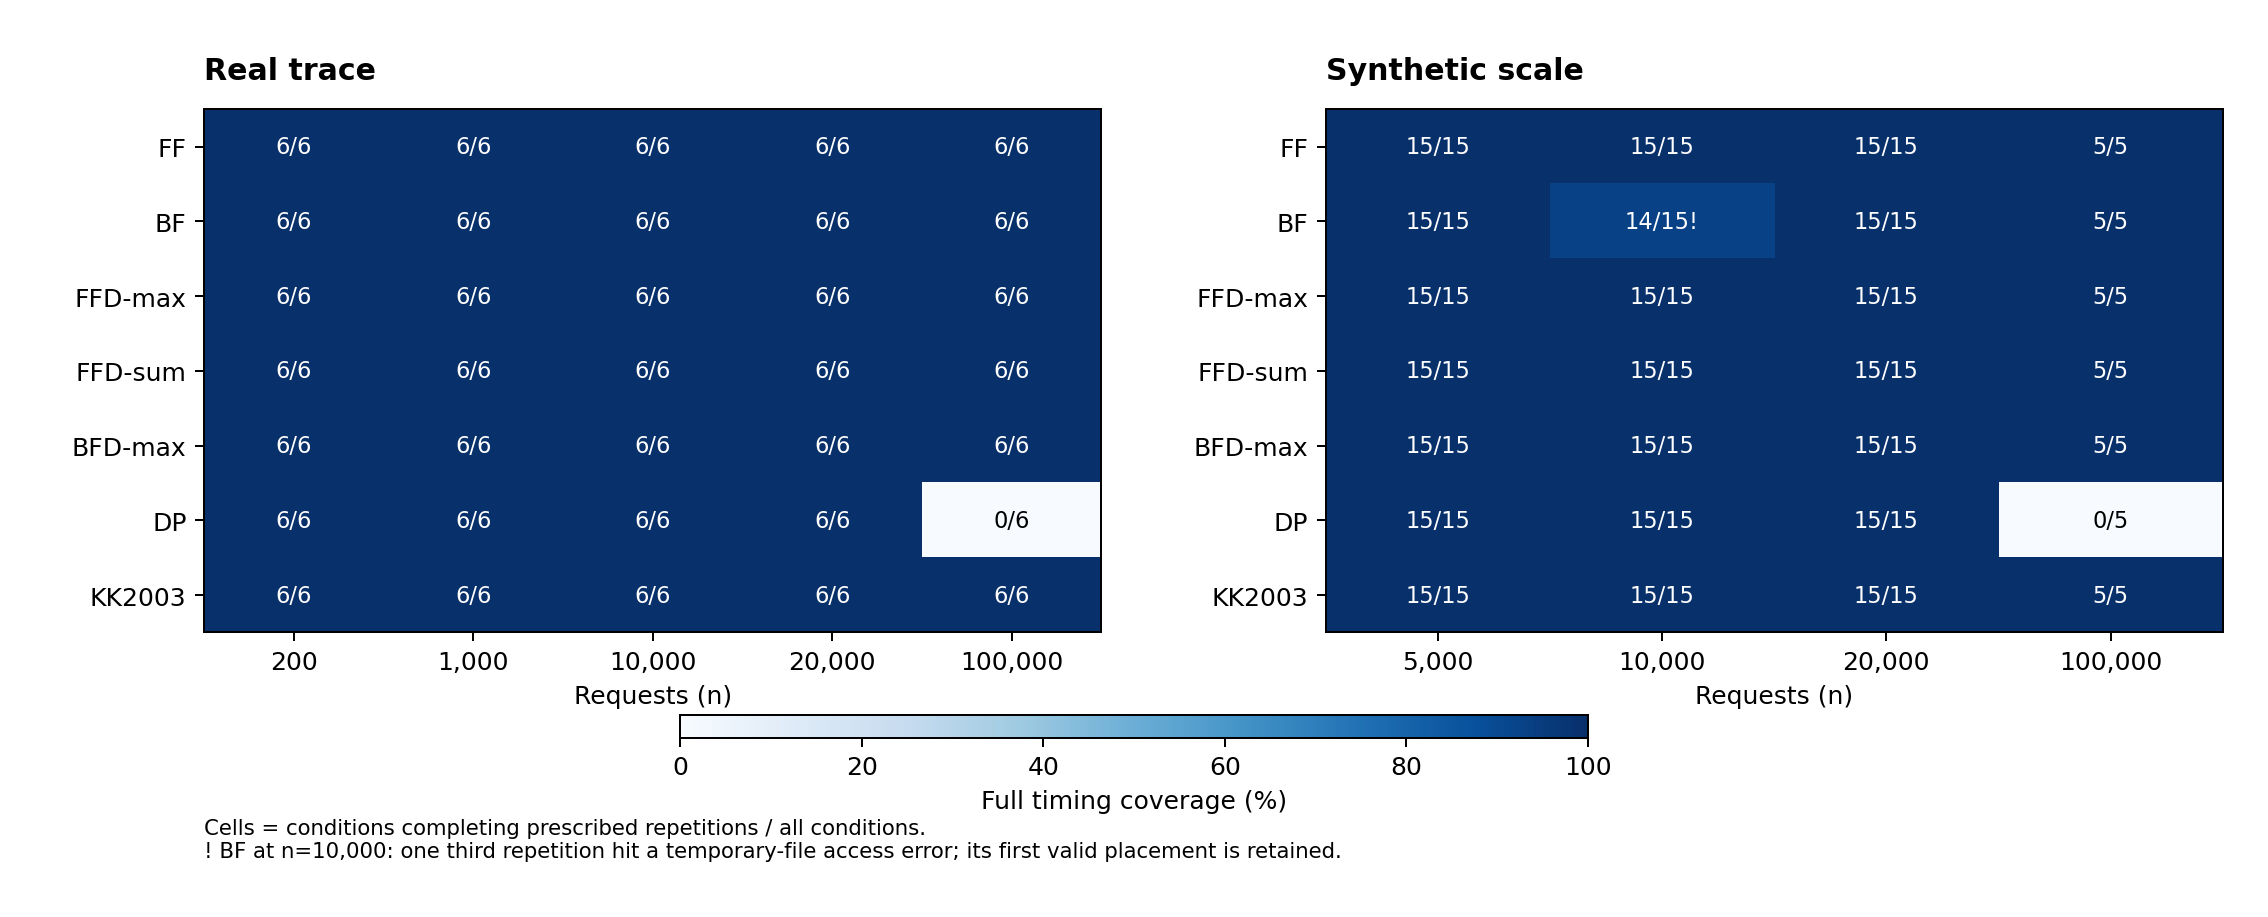 Real trace
FF 6/6 6/6 6/6 6/6 6/6
BF 6/6 6/6 6/6 6/6 6/6
FFD-max 6/6 6/6 6/6 6/6 6/6
FFD-sum 6/6 6/6 6/6 6/6 6/6
BFD-max 6/6 6/6 6/6 6/6 6/6
DP 6/6 6/6 6/6 6/6 0/6
KK2003 6/6 6/6 6/6 6/6 6/6
200 1,000 10,000 20,000 100,000
Requests (n)
Synthetic scale
FF 15/15 15/15 15/15 5/5
BF 15/15 14/15! 15/15 5/5
FFD-max 15/15 15/15 15/15 5/5
FFD-sum 15/15 15/15 15/15 5/5
BFD-max 15/15 15/15 15/15 5/5
DP 15/15 15/15 15/15 0/5
KK2003 15/15 15/15 15/15 5/5
5,000 10,000 20,000 100,000
Requests (n)
0 20 40 60 80 100
Full timing coverage (%)
Cells = conditions completing prescribed repetitions / all conditions.
! BF at n=10,000: one third repetition hit a temporary-file access error; its first valid placement is retained.